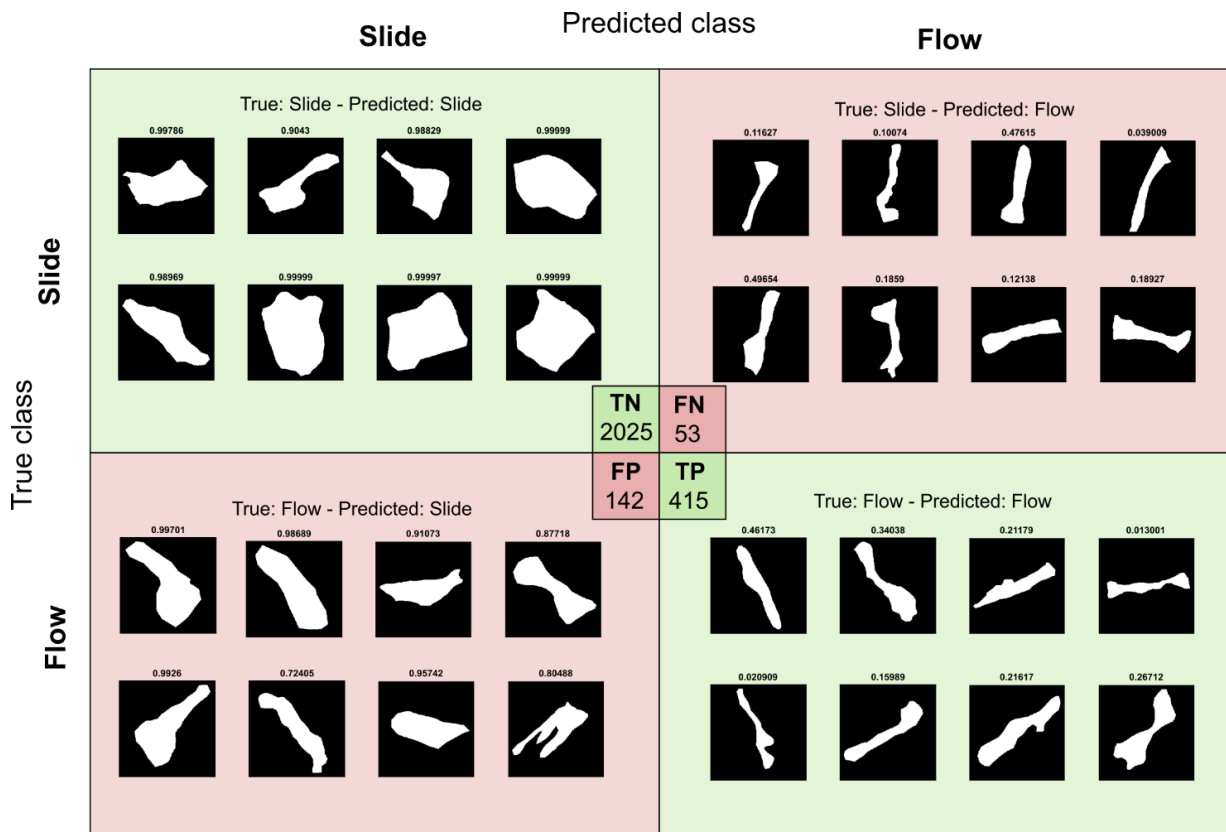 Predicted class
Slide
Flow
True class
Slide
Flow
True: Slide - Predicted: Slide
0.99786 0.9043 0.98829 0.99999
0.98969 0.99999 0.99997 0.99999
True: Slide - Predicted: Flow
0.11627 0.10074 0.47615 0.039009
0.49654 0.1859 0.12138 0.18927
TN FN
2025 53
FP TP
142 415
True: Flow - Predicted: Slide
0.99701 0.98689 0.91073 0.87718
0.9926 0.72405 0.95742 0.80488
True: Flow - Predicted: Flow
0.46173 0.34038 0.21179 0.013001
0.020909 0.15989 0.21617 0.26712